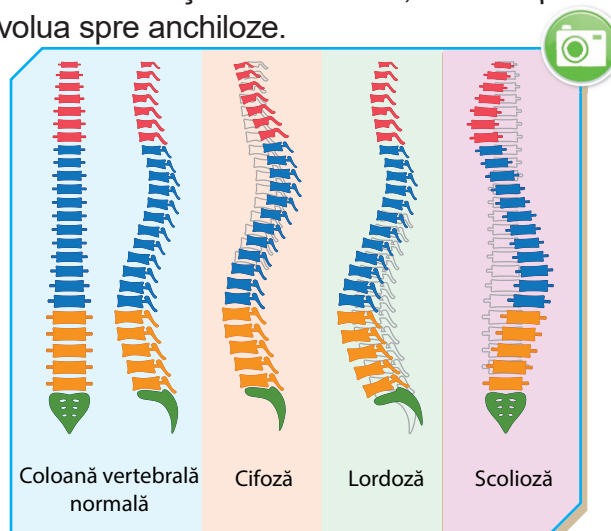 volua spre anchiloze.
Coloană vertebrală
normală
Cifoză
Lordoză
Scolioză